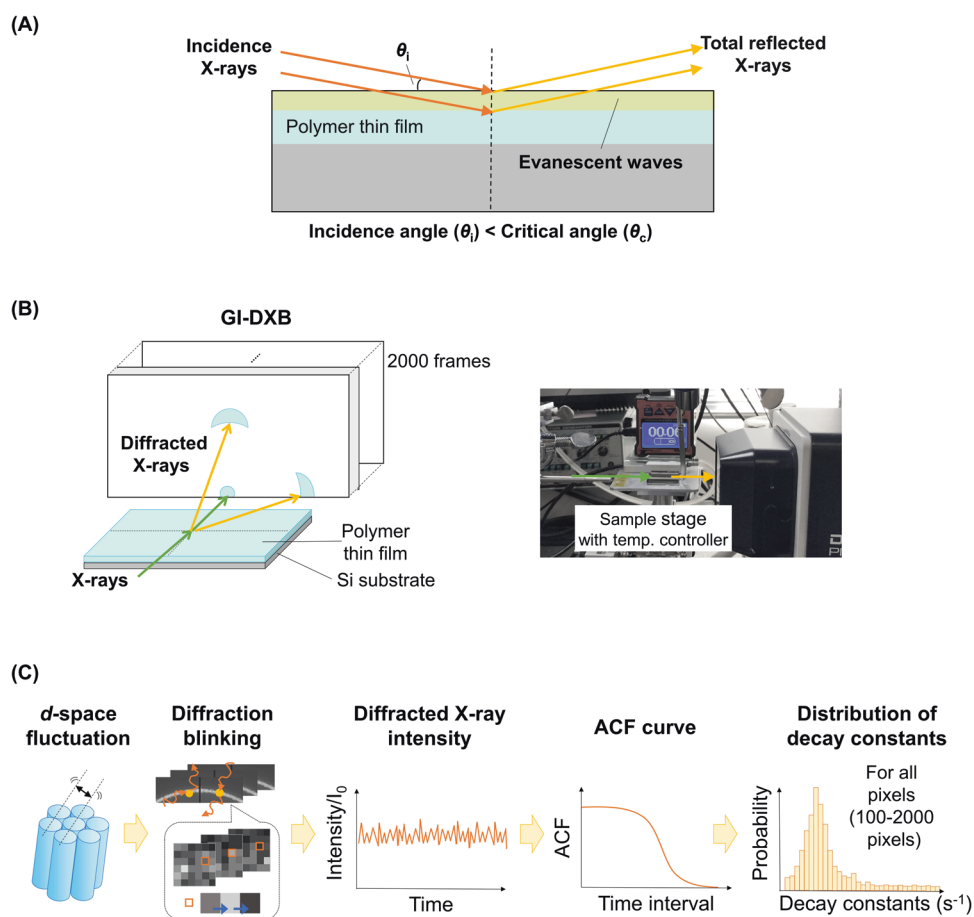 (A)
Incidence
X-rays
θi
Total reflected
X-rays
Polymer thin film
Evanescent waves
Incidence angle (θi) < Critical angle (θc)
(B)
GI-DXB
2000 frames
Diffracted
X-rays
Polymer
thin film
X-rays
Si substrate
00.06
Sample stage
with temp. controller
(C)
d-space
fluctuation
Diffraction
blinking
Diffracted X-ray
intensity
Intensity/I0
Time
ACF curve
ACF
Time interval
Distribution of
decay constants
For all
pixels
(100-2000
pixels)
Probability
Decay constants (s-1)